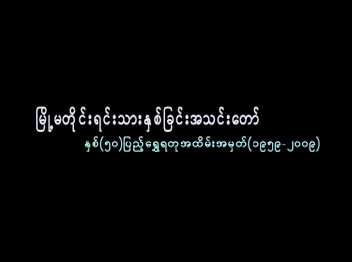 မြို့မတိုင်းရင်းသားနှစ်ခြင်းအသင်းတော်
နှစ်(၅၀)ပြည့်ရွှေရတုအထိမ်းအမှတ်(၁၉၅၉-၂၀၀၉)